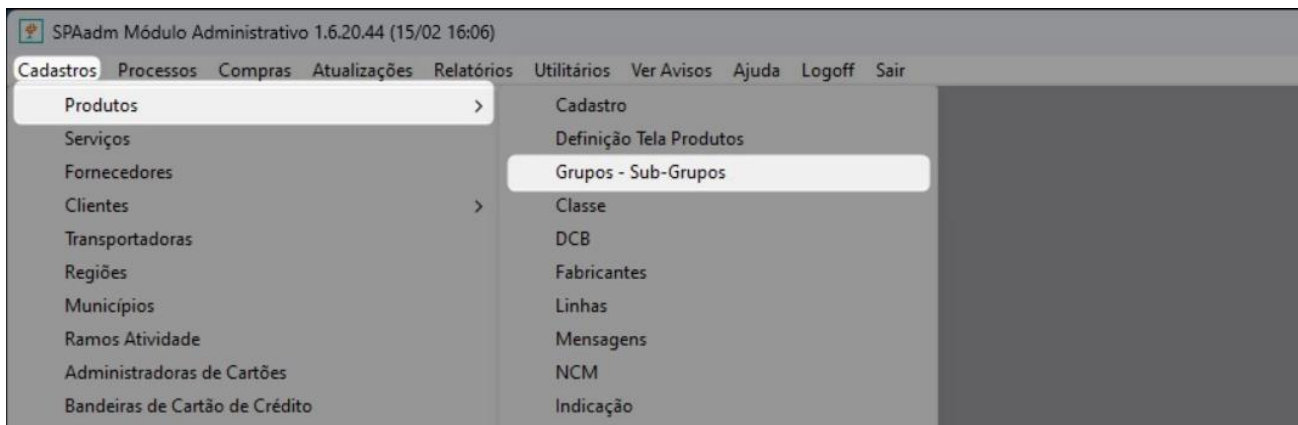 SPAadm Módulo Administrativo 1.6.20.44 (15/02 16:06)
Cadastros Processos Compras Atualizações Relatórios Utilitários Ver Avisos Ajuda Logoff Sair
Produtos >
Serviços
Fornecedores
Clientes >
Transportadoras
Regiões
Municípios
Ramos Atividade
Administradoras de Cartões
Bandeiras de Cartão de Crédito
Cadastro
Definição Tela Produtos
Grupos - Sub-Grupos
Classe
DCB
Fabricantes
Linhas
Mensagens
NCM
Indicação